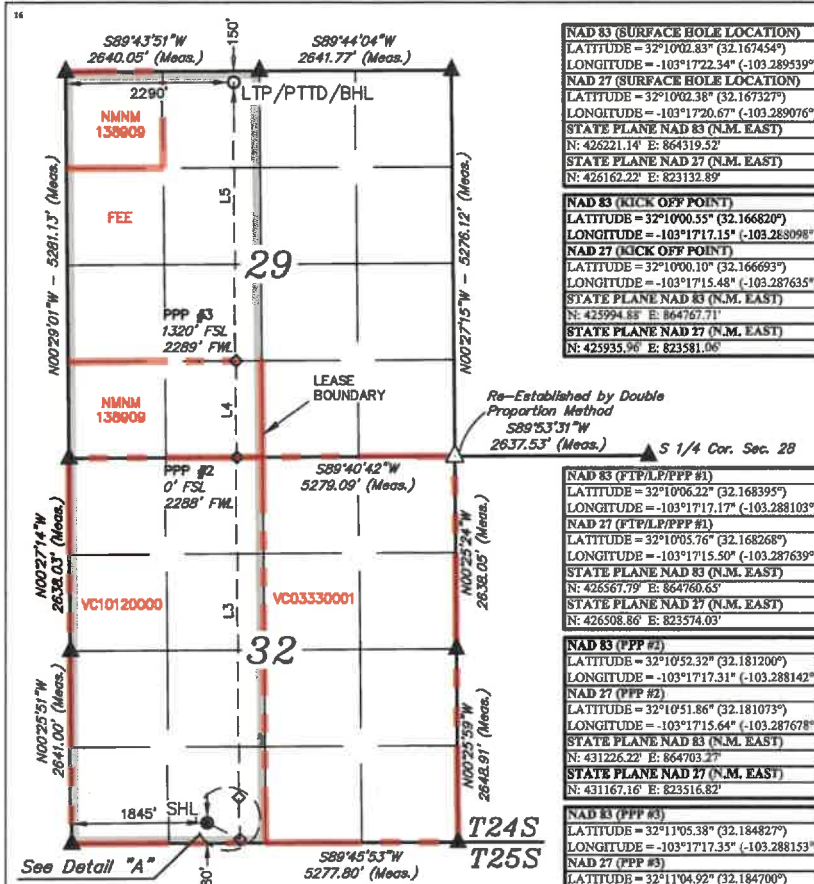 16
S89°43'51"W
2640.05' (Meas.)
150'
S89°44'04"W
2641.77' (Meas.)
2290'
LTP/PTTD/BHL
NMNM
138909
FEE
L5
29
N00°29'01"W - 5281.13' (Meas.)
N00°27'15"W - 5276.12' (Meas.)
PPP #3
1320' FSL
2289' FWL
NMNM
138909
L4
LEASE
BOUNDARY
Re-Established by Double
Proportion Method
S89°53'31"W
2637.53' (Meas.)
S 1/4 Cor. Sec. 28
PPP #2
0' FSL
2288' FWL
S89°40'42"W
5279.09' (Meas.)
N00°27'14"W
2638.03' (Meas.)
N00°25'24"W
2638.05' (Meas.)
VC10120000
L3
VC03330001
32
N00°25'51"W
2641.00' (Meas.)
N00°25'59"W
2648.91' (Meas.)
1845'
SHL
T24S
T25S
See Detail "A"
S89°45'53"W
5277.80' (Meas.)
NAD 83 (SURFACE HOLE LOCATION)
LATITUDE = 32°10'02.83" (32.167454°)
LONGITUDE = -103°17'22.34" (-103.289539°
NAD 27 (SURFACE HOLE LOCATION)
LATITUDE = 32°10'02.38" (32.167327°)
LONGITUDE = -103°17'20.67" (-103.289076°
STATE PLANE NAD 83 (N.M. EAST)
N: 426221.14' E: 864319.52'
STATE PLANE NAD 27 (N.M. EAST)
N: 426162.22' E: 823132.89'
NAD 83 (KICK OFF POINT)
LATITUDE = 32°10'00.55" (32.166820°)
LONGITUDE = -103°17'17.15" (-103.288098°
NAD 27 (KICK OFF POINT)
LATITUDE = 32°10'00.10" (32.166693°)
LONGITUDE = -103°17'15.48" (-103.287635°
STATE PLANE NAD 83 (N.M. EAST)
N: 425994.88' E: 864767.71'
STATE PLANE NAD 27 (N.M. EAST)
N: 425935.96' E: 823581.06'
NAD 83 (FTP/LP/PPP #1)
LATITUDE = 32°10'06.22" (32.168395°)
LONGITUDE = -103°17'17.17" (-103.288103°
NAD 27 (FTP/LP/PPP #1)
LATITUDE = 32°10'05.76" (32.168268°)
LONGITUDE = -103°17'15.50" (-103.287639°
STATE PLANE NAD 83 (N.M. EAST)
N: 426567.79' E: 864760.65'
STATE PLANE NAD 27 (N.M. EAST)
N: 426508.86' E: 823574.03'
NAD 83 (PPP #2)
LATITUDE = 32°10'52.32" (32.181200°)
LONGITUDE = -103°17'17.31" (-103.288142°
NAD 27 (PPP #2)
LATITUDE = 32°10'51.86" (32.181073°)
LONGITUDE = -103°17'15.64" (-103.287678°
STATE PLANE NAD 83 (N.M. EAST)
N: 431226.22' E: 864703.27'
STATE PLANE NAD 27 (N.M. EAST)
N: 431167.16' E: 823516.82'
NAD 83 (PPP #3)
LATITUDE = 32°11'05.38" (32.184827°)
LONGITUDE = -103°17'17.35" (-103.288153°
NAD 27 (PPP #3)
LATITUDE = 32°11'04.92" (32.184700°)